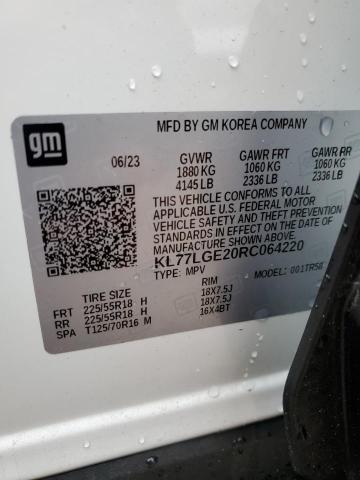 gm
MFD BY GM KOREA COMPANY
06/23 GVWR GAWR FRT GAWR RR
1880 KG 1060 KG 1060 KG
4145 LB 2336 LB 2336 LB
THIS VEHICLE CONFORMS TO ALL
APPLICABLE U.S. FEDERAL MOTOR
VEHICLE SAFETY AND THEFT PREVENTION
STANDARDS IN EFFECT ON THE DATE OF
MANUFACTURE SHOWN ABOVE.
KL77LGE20RC064220
TYPE: MPV MODEL: 001TR58
TIRE SIZE RIM
FRT 225/55R18 H 18X7.5J
RR 225/55R18 H 18X7.5J
SPA T125/70R16 M 16X4BT